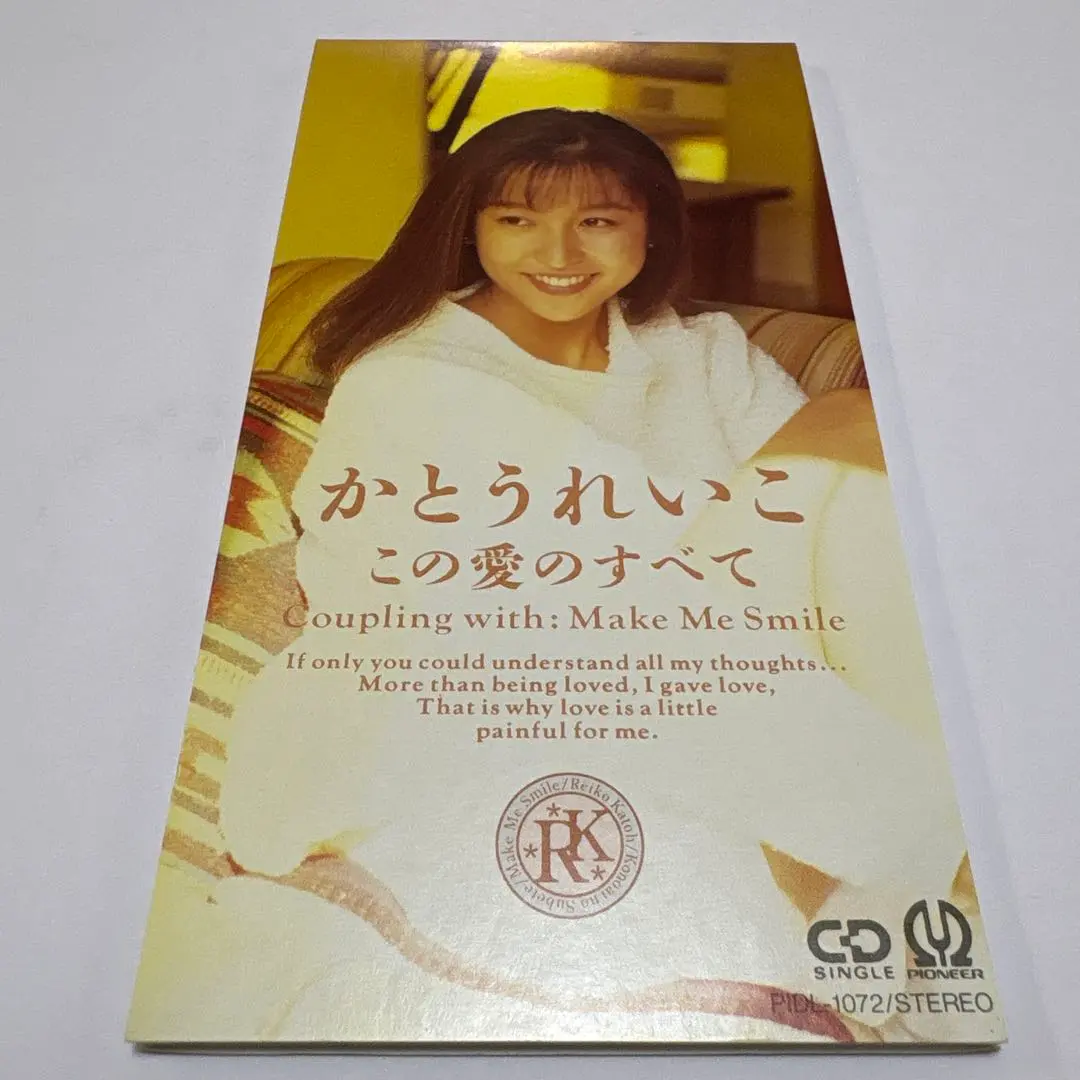 かとうれいこ
この愛のすべて
Coupling with: Make Me Smile
If only you could understand all my thoughts...
More than being loved, I gave love,
That is why love is a little
painful for me.
Make Me Smile/Reiko Katoh/Konoai no Subete/
RK
CD
SINGLE
PIONEER
PIDL-1072/STEREO